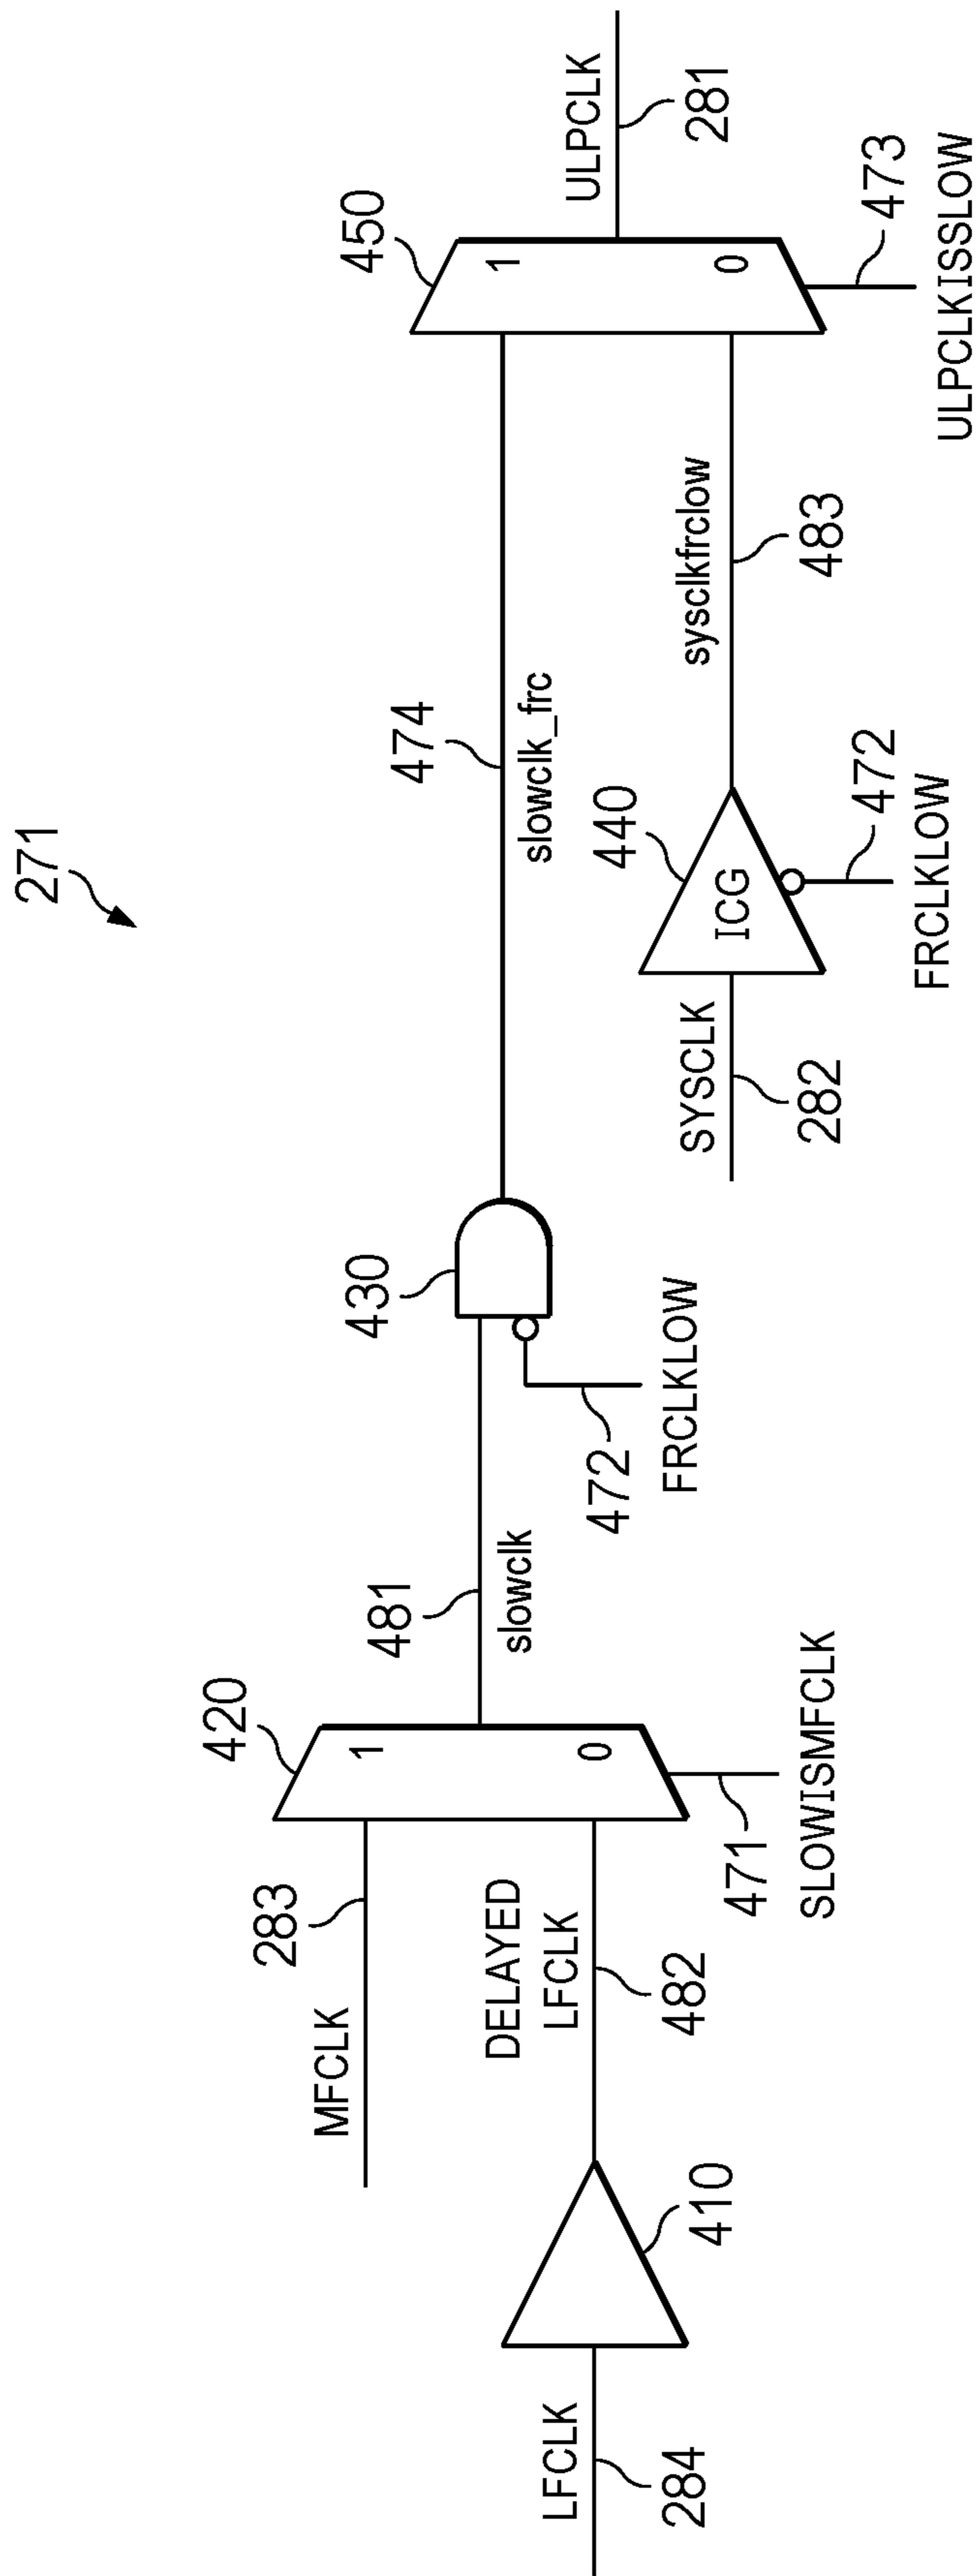 271
LFCLK
284
410
MFCLK
283
DELAYED
LFCLK
482
420
1
0
471
SLOWISMFCLK
481
slowclk
430
472
FRCLKLOW
474
slowclk_frc
SYSCLK
282
440
ICG
472
FRCLKLOW
sysclkfrclow
483
450
1
0
473
ULPCLKISSLOW
ULPCLK
281